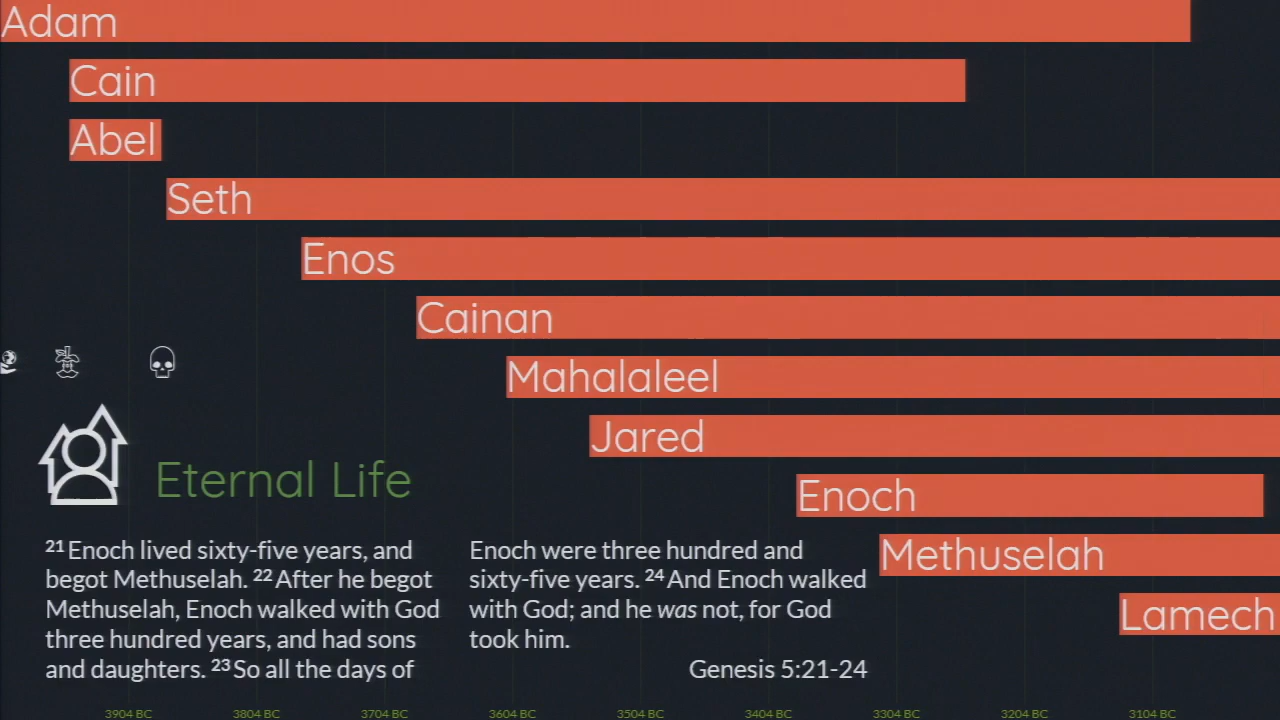 Adam
Cain
Abel
Seth
Enos
Cainan
Mahalaleel
Jared
Enoch
Methuselah
Lamech
Eternal Life
²¹ Enoch lived sixty-five years, and
begot Methuselah. ²² After he begot
Methuselah, Enoch walked with God
three hundred years, and had sons
and daughters. ²³ So all the days of
Enoch were three hundred and
sixty-five years. ²⁴ And Enoch walked
with God; and he was not, for God
took him.
Genesis 5:21-24
3904 BC 3804 BC 3704 BC 3604 BC 3504 BC 3404 BC 3304 BC 3204 BC 3104 BC